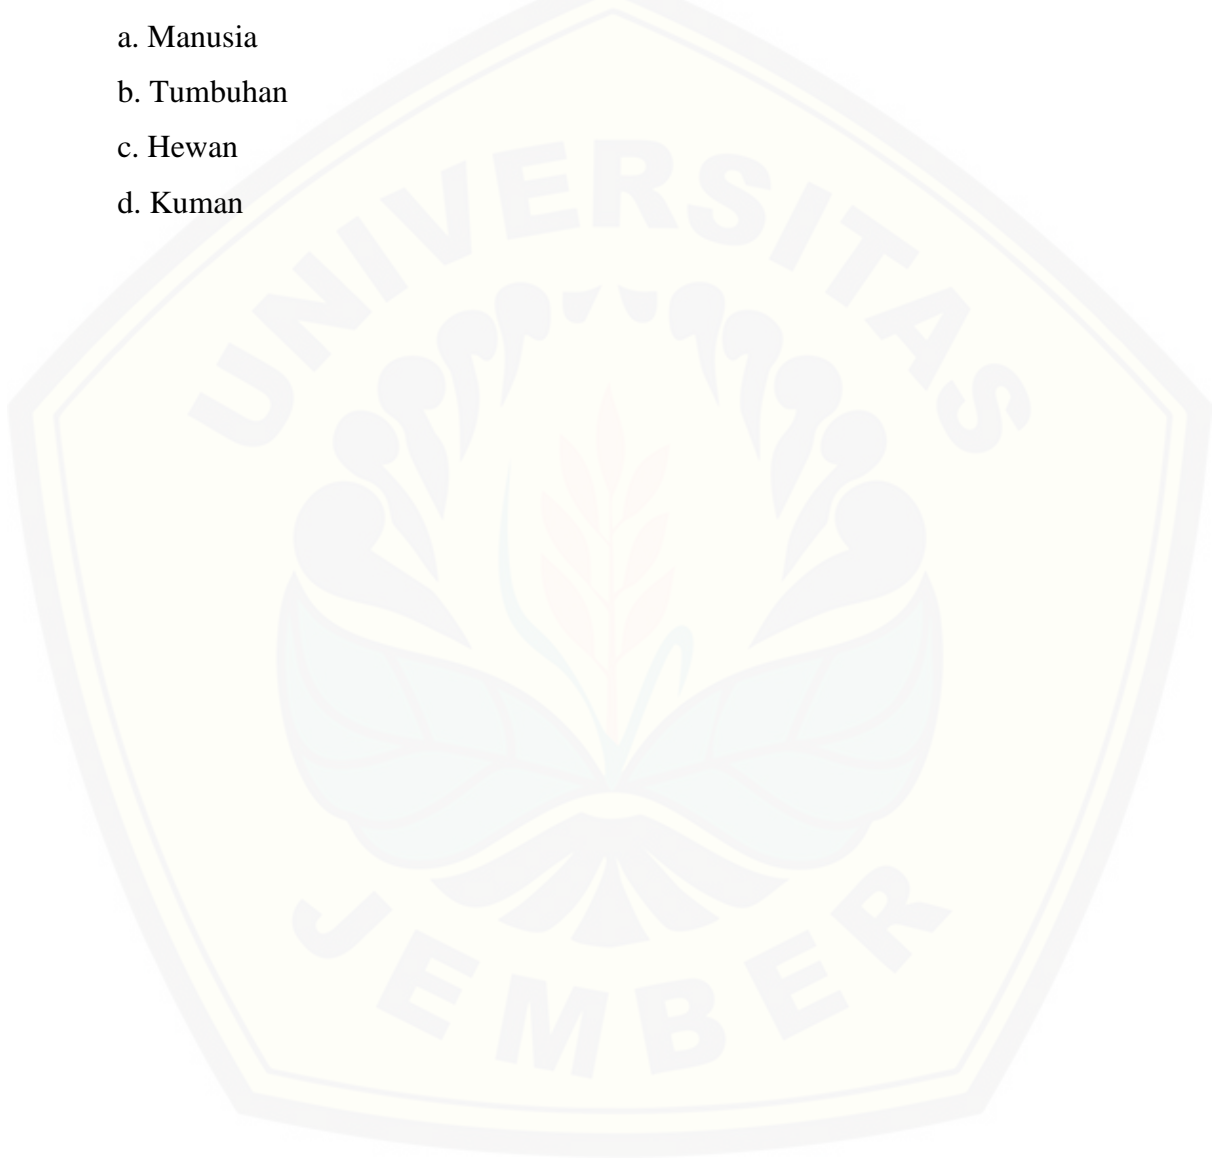 a. Manusia
b. Tumbuhan
c. Hewan
d. Kuman
UNIVERSITAS
JEMBER